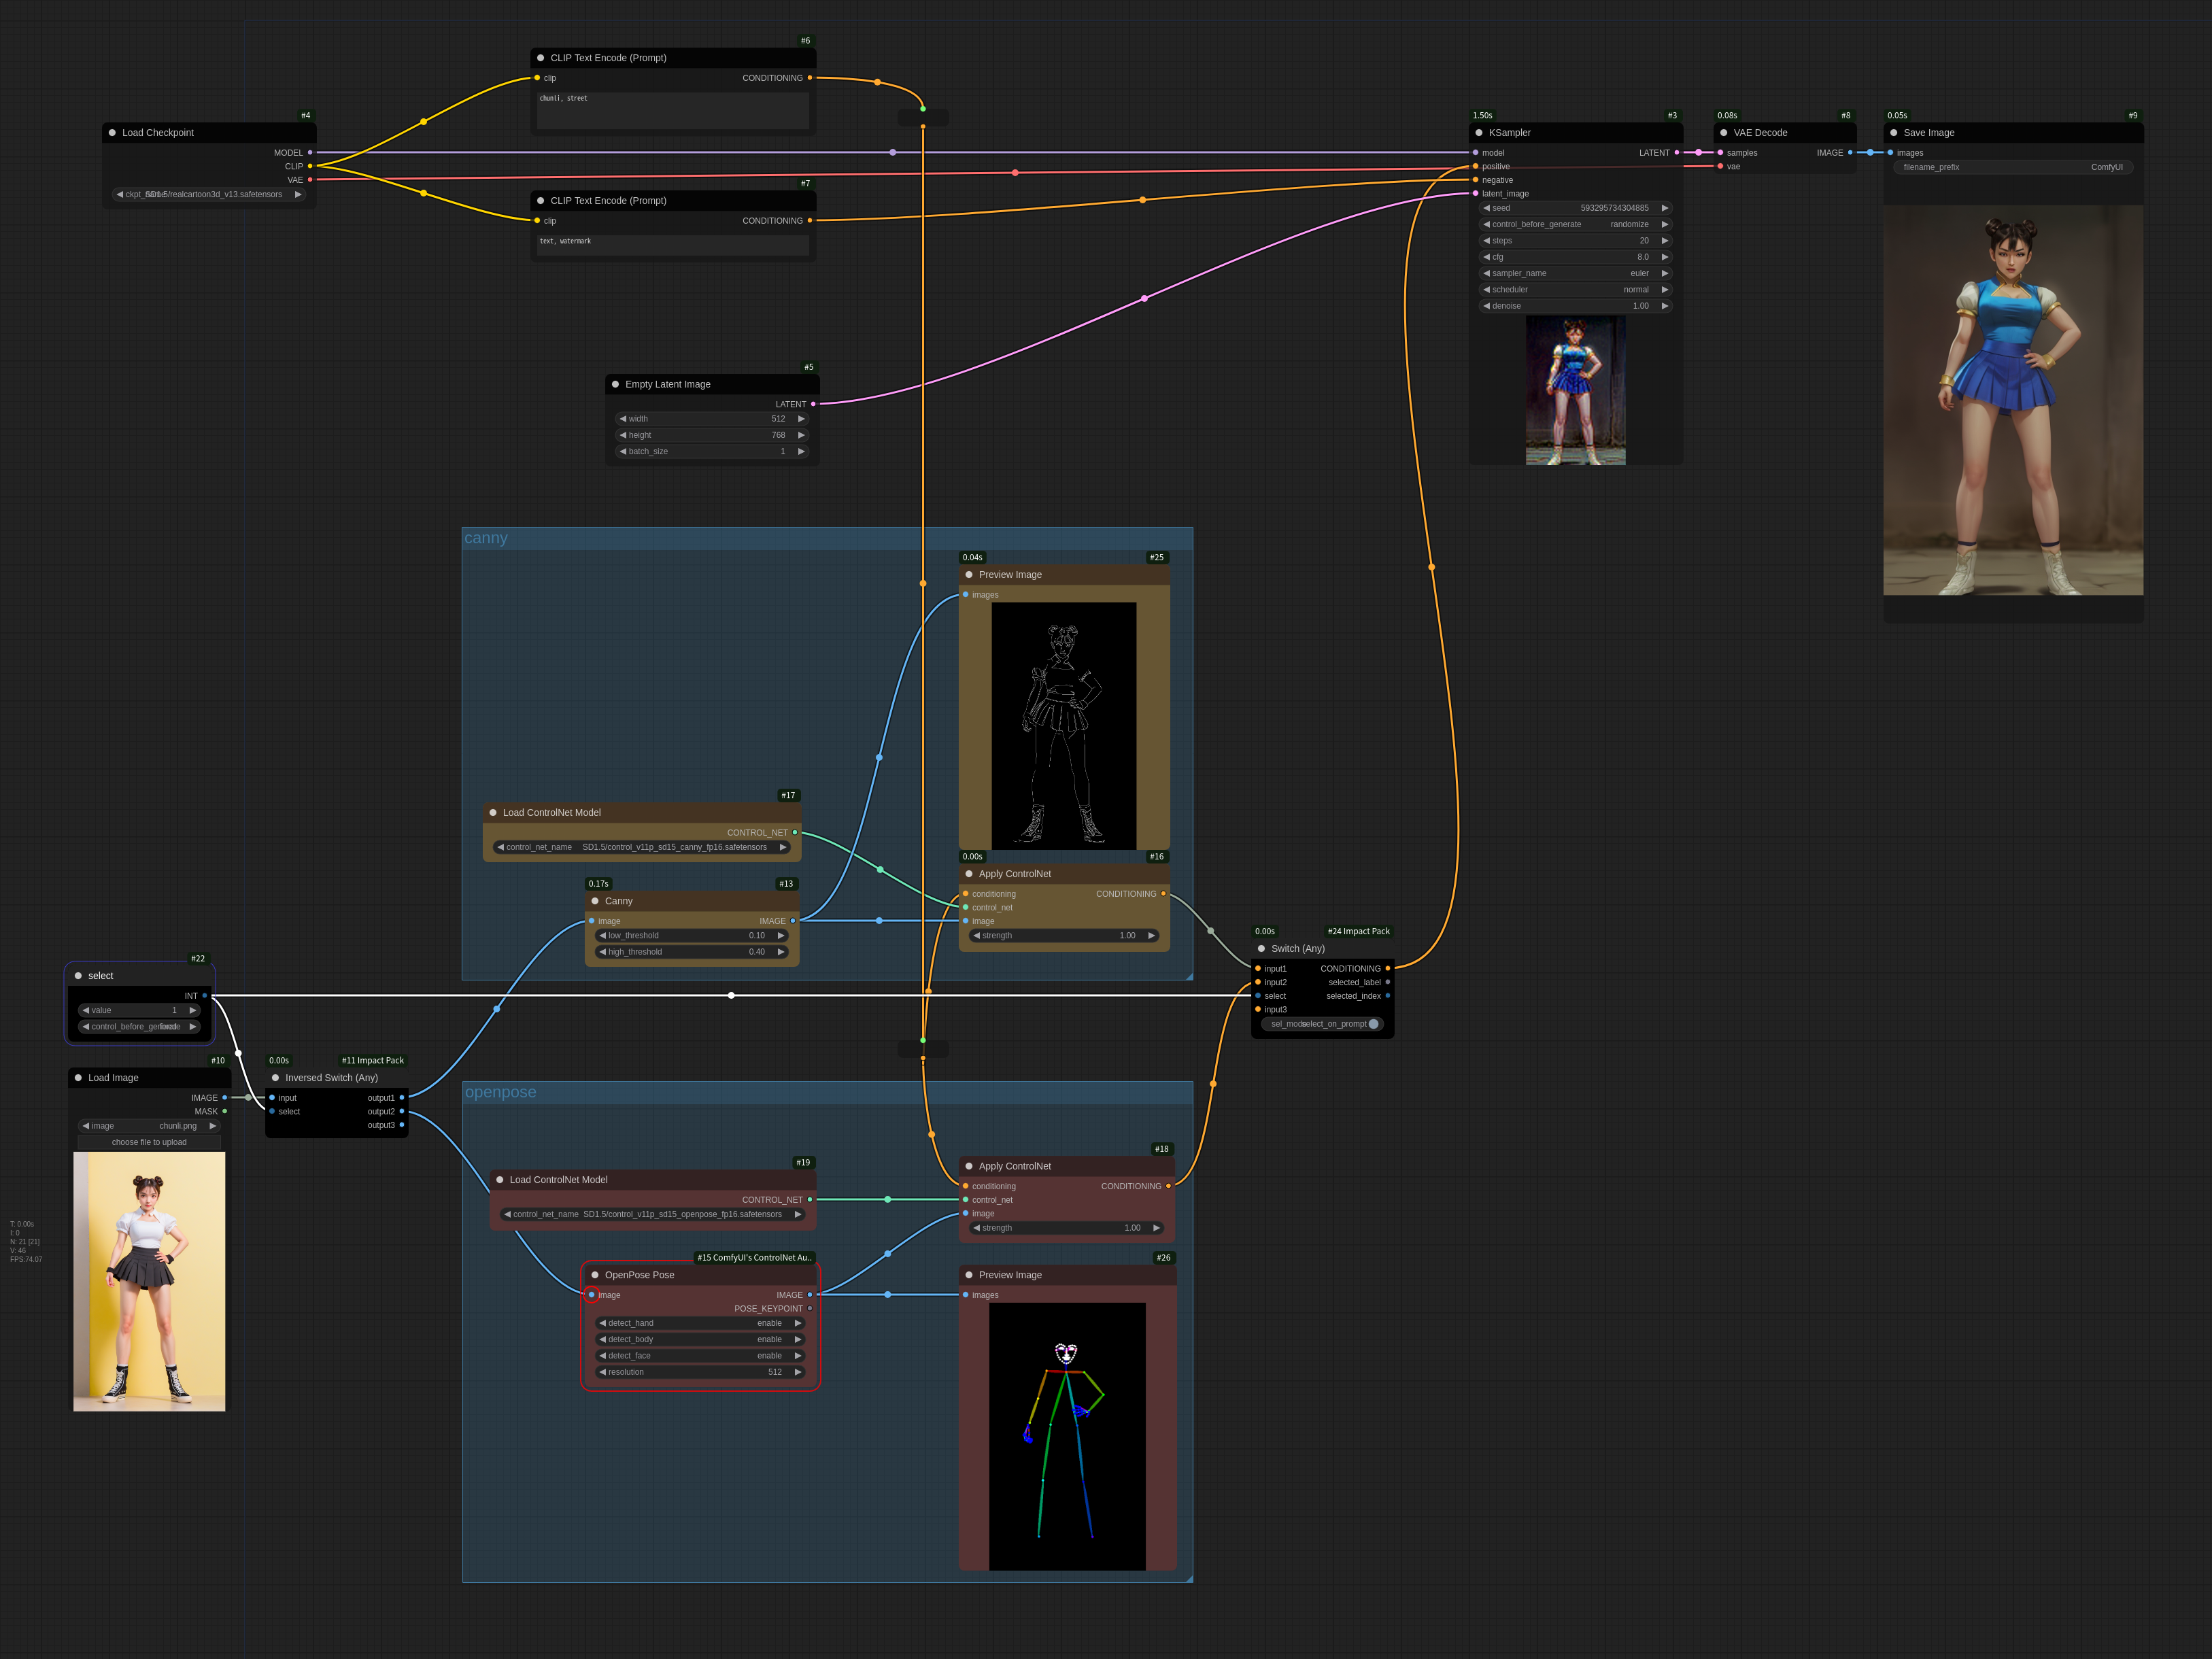 #6
CLIP Text Encode (Prompt)
clip CONDITIONING
chunli, street
#4
Load Checkpoint
MODEL
CLIP
VAE
SD1.5/realcartoon3d_v13.safetensors
#7
CLIP Text Encode (Prompt)
clip CONDITIONING
text, watermark
1.50s #3
KSampler
model LATENT
positive
negative
latent_image
seed 593295734304885
control_before_generate randomize
steps 20
cfg 8.0
sampler_name euler
scheduler normal
denoise 1.00
0.08s #8
VAE Decode
samples IMAGE
vae
0.05s #9
Save Image
images
filename_prefix ComfyUI
#5
Empty Latent Image
LATENT
width 512
height 768
batch_size 1
canny
0.04s #25
Preview Image
images
#17
Load ControlNet Model
CONTROL_NET
control_net_name SD1.5/control_v11p_sd15_canny_fp16.safetensors
0.17s #13
Canny
image IMAGE
low_threshold 0.10
high_threshold 0.40
0.00s #16
Apply ControlNet
conditioning CONDITIONING
control_net
image
strength 1.00
0.00s #24 Impact Pack
Switch (Any)
input1 CONDITIONING
input2 selected_label
select selected_index
input3
select_on_prompt
#22
select
INT
value 1
#10
Load Image
IMAGE
MASK
image chunli.png
choose file to upload
0.00s #11 Impact Pack
Inversed Switch (Any)
input output1
select output2
output3
openpose
#19
Load ControlNet Model
CONTROL_NET
control_net_name SD1.5/control_v11p_sd15_openpose_fp16.safetensors
#18
Apply ControlNet
conditioning CONDITIONING
control_net
image
strength 1.00
#15 ComfyUI's ControlNet Au..
OpenPose Pose
image IMAGE
POSE_KEYPOINT
detect_hand enable
detect_body enable
detect_face enable
resolution 512
#26
Preview Image
images
T: 0.00s
I: 0
N: 21 [21]
V: 46
FPS:74.07